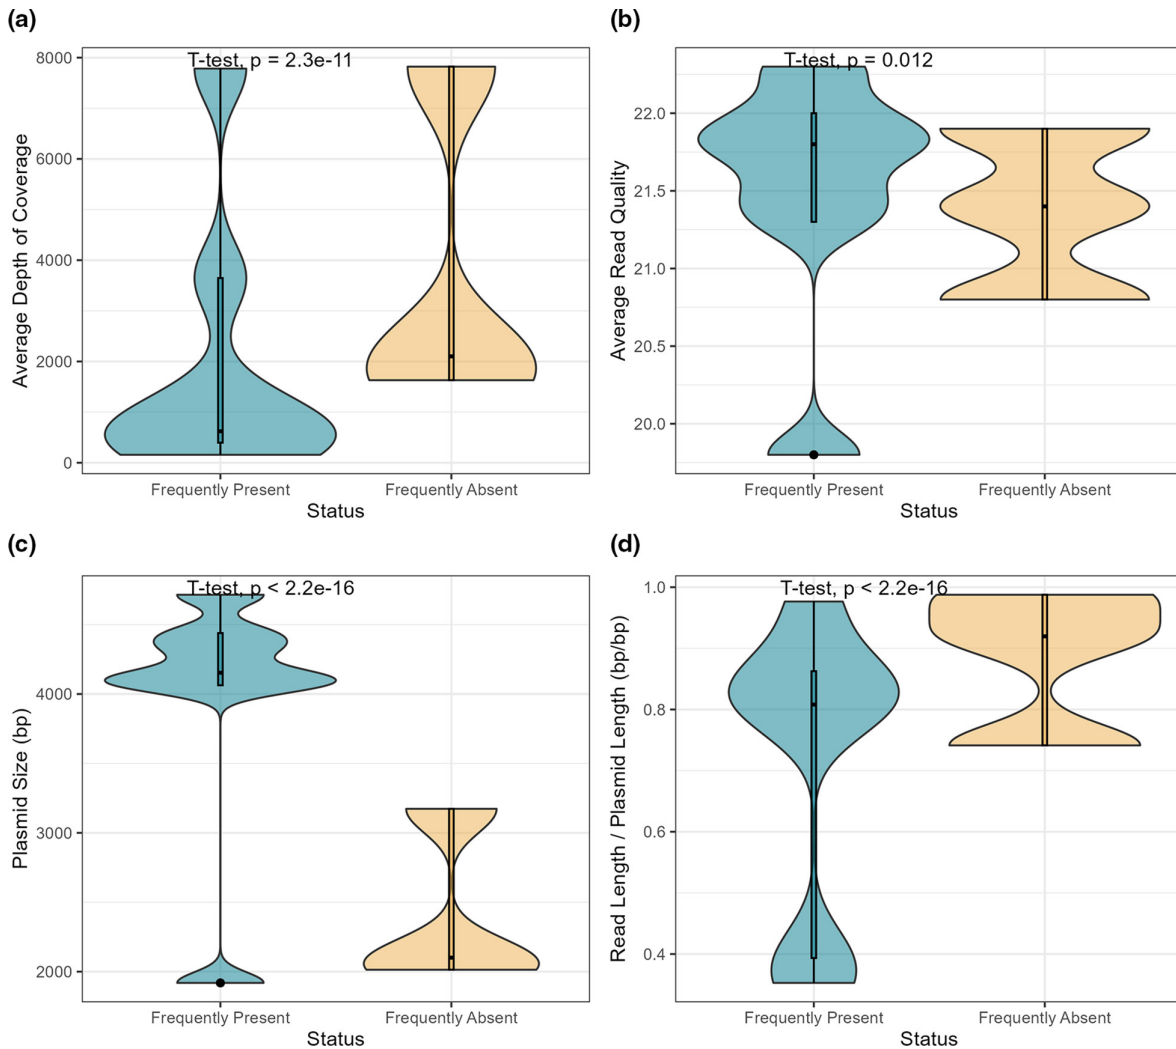 (a)
T-test, p = 2.3e-11
8000
6000
4000
2000
0
Average Depth of Coverage
Frequently Present
Frequently Absent
Status
(b)
T-test, p = 0.012
22.0
21.5
21.0
20.5
20.0
Average Read Quality
Frequently Present
Frequently Absent
Status
(c)
T-test, p < 2.2e-16
4000
3000
2000
Plasmid Size (bp)
Frequently Present
Frequently Absent
Status
(d)
T-test, p < 2.2e-16
1.0
0.8
0.6
0.4
Read Length / Plasmid Length (bp/bp)
Frequently Present
Frequently Absent
Status